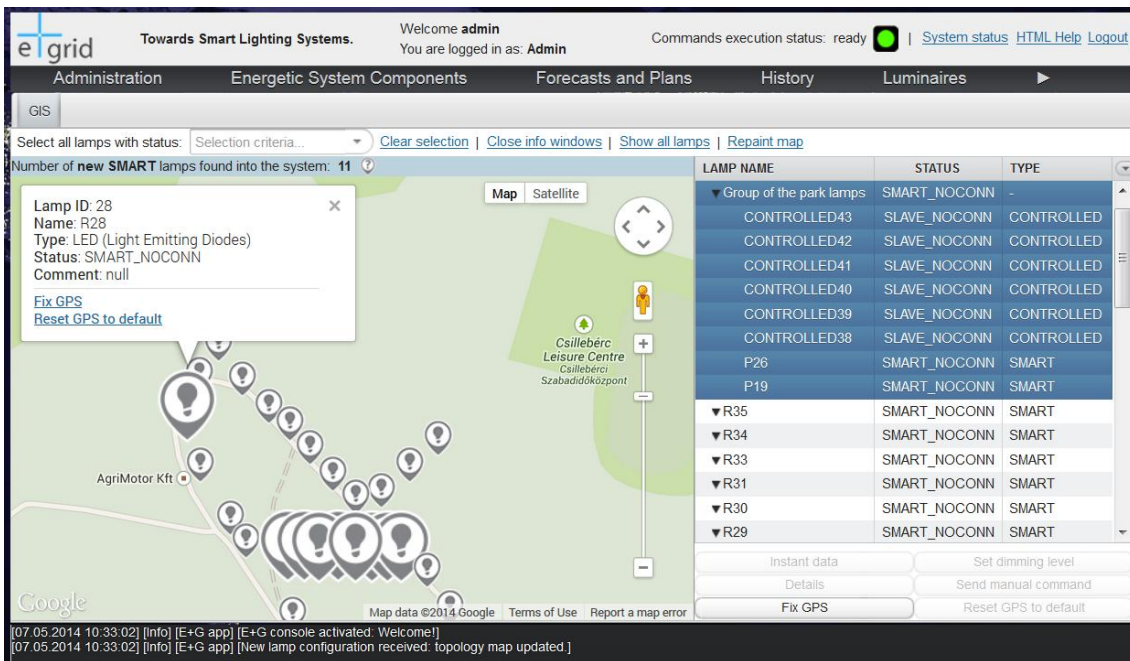 e+grid
Towards Smart Lighting Systems.
Welcome admin
You are logged in as: Admin
Commands execution status: ready | System status HTML Help Logout
Administration Energetic System Components Forecasts and Plans History Luminaires ▶
GIS
Select all lamps with status: Selection criteria... Clear selection | Close info windows | Show all lamps | Repaint map
Number of new SMART lamps found into the system: 11 ?
Lamp ID: 28
Name: R28
Type: LED (Light Emitting Diodes)
Status: SMART_NOCONN
Comment: null
Fix GPS
Reset GPS to default
Map Satellite
Csillebérc
Leisure Centre
Csillebérci
Szabadidőközpont
AgriMotor Kft
Google
Map data ©2014 Google Terms of Use Report a map error
LAMP NAME STATUS TYPE
▼Group of the park lamps SMART_NOCONN -
CONTROLLED43 SLAVE_NOCONN CONTROLLED
CONTROLLED42 SLAVE_NOCONN CONTROLLED
CONTROLLED41 SLAVE_NOCONN CONTROLLED
CONTROLLED40 SLAVE_NOCONN CONTROLLED
CONTROLLED39 SLAVE_NOCONN CONTROLLED
CONTROLLED38 SLAVE_NOCONN CONTROLLED
P26 SMART_NOCONN SMART
P19 SMART_NOCONN SMART
▼R35 SMART_NOCONN SMART
▼R34 SMART_NOCONN SMART
▼R33 SMART_NOCONN SMART
▼R31 SMART_NOCONN SMART
▼R30 SMART_NOCONN SMART
▼R29 SMART_NOCONN SMART
Instant data Set dimming level
Details Send manual command
Fix GPS Reset GPS to default
[07.05.2014 10:33:02] [Info] [E+G app] [E+G console activated: Welcome!]
[07.05.2014 10:33:02] [Info] [E+G app] [New lamp configuration received: topology map updated.]